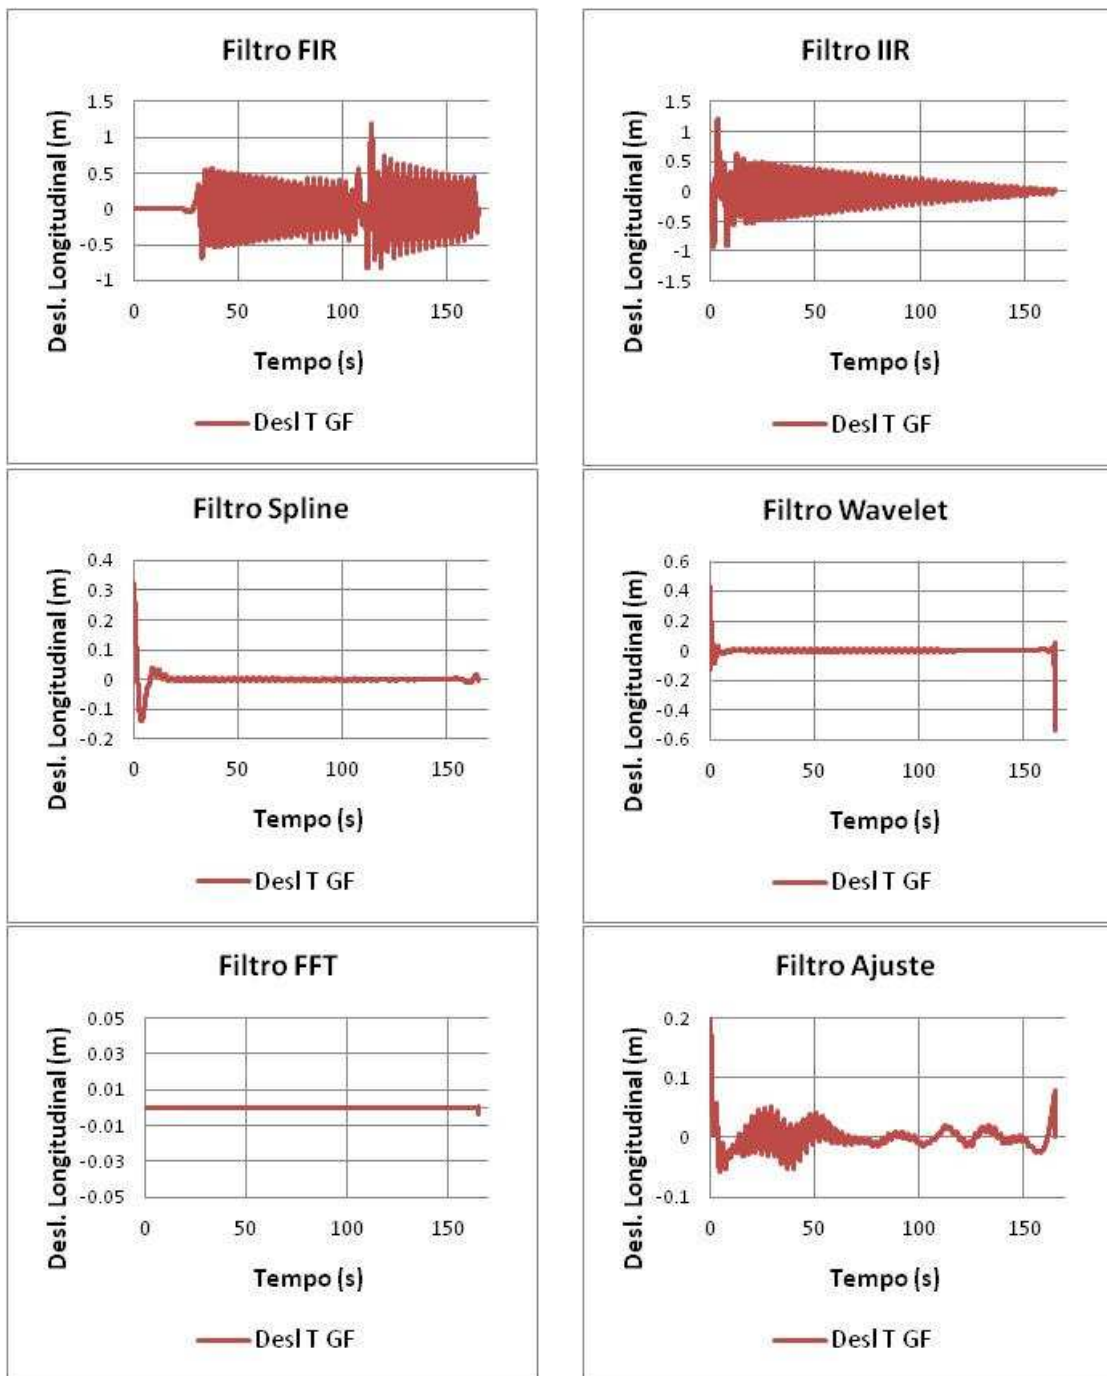 Filtro FIR
Desl. Longitudinal (m)
1.5
1
0.5
0
-0.5
-1
0 50 100 150
Tempo (s)
Desl T GF
Filtro IIR
Desl. Longitudinal (m)
1.5
1
0.5
0
-0.5
-1
-1.5
0 50 100 150
Tempo (s)
Desl T GF
Filtro Spline
Desl. Longitudinal (m)
0.4
0.3
0.2
0.1
0
-0.1
-0.2
0 50 100 150
Tempo (s)
Desl T GF
Filtro Wavelet
Desl. Longitudinal (m)
0.6
0.4
0.2
0
-0.2
-0.4
-0.6
0 50 100 150
Tempo (s)
Desl T GF
Filtro FFT
Desl. Longitudinal (m)
0.05
0.03
0.01
-0.01
-0.03
-0.05
0 50 100 150
Tempo (s)
Desl T GF
Filtro Ajuste
Desl. Longitudinal (m)
0.2
0.1
0
-0.1
0 50 100 150
Tempo (s)
Desl T GF